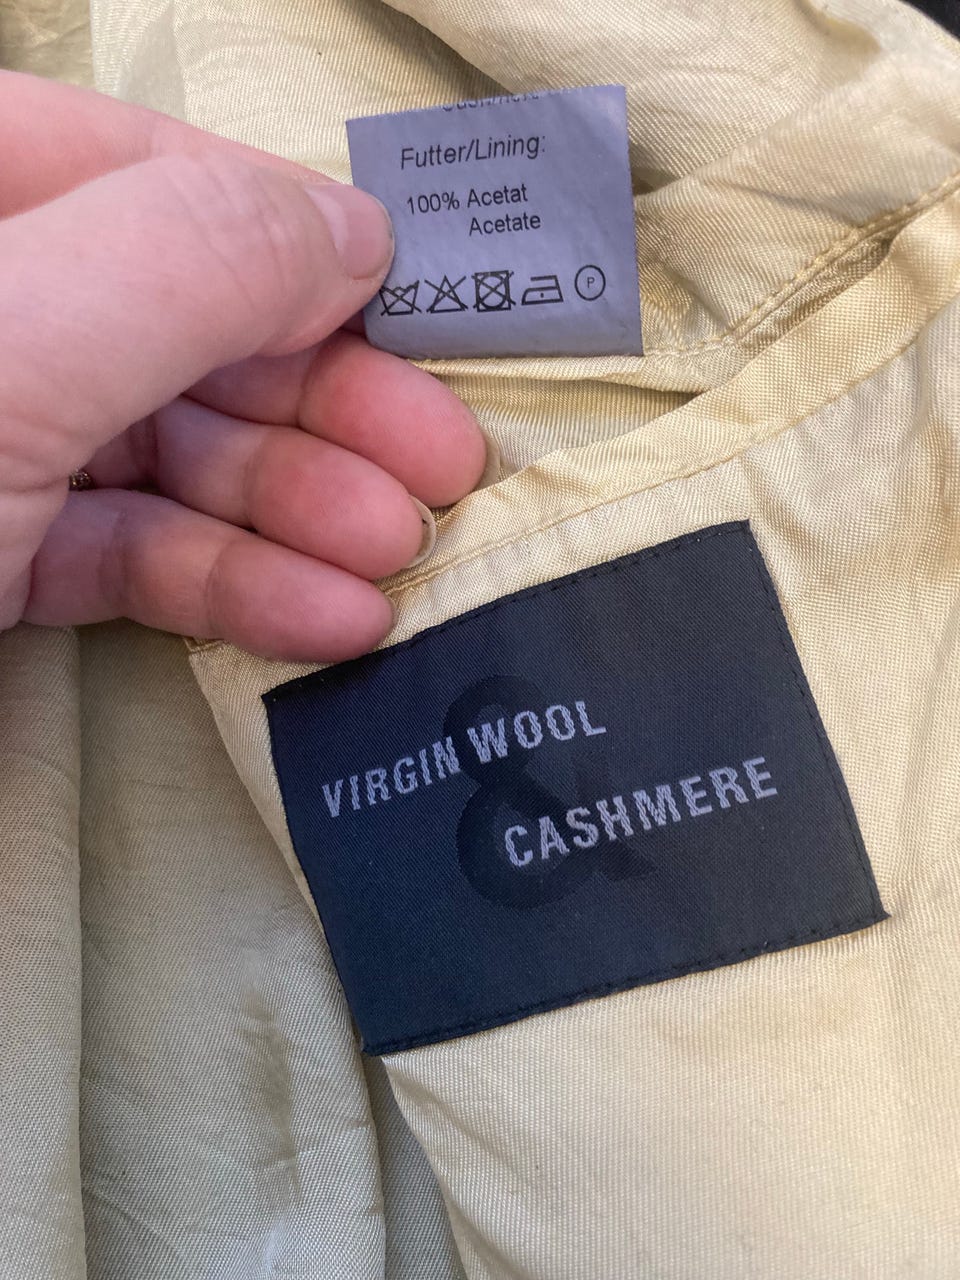 Futter/Lining:
100% Acetat
Acetate
P
VIRGIN WOOL
&
CASHMERE